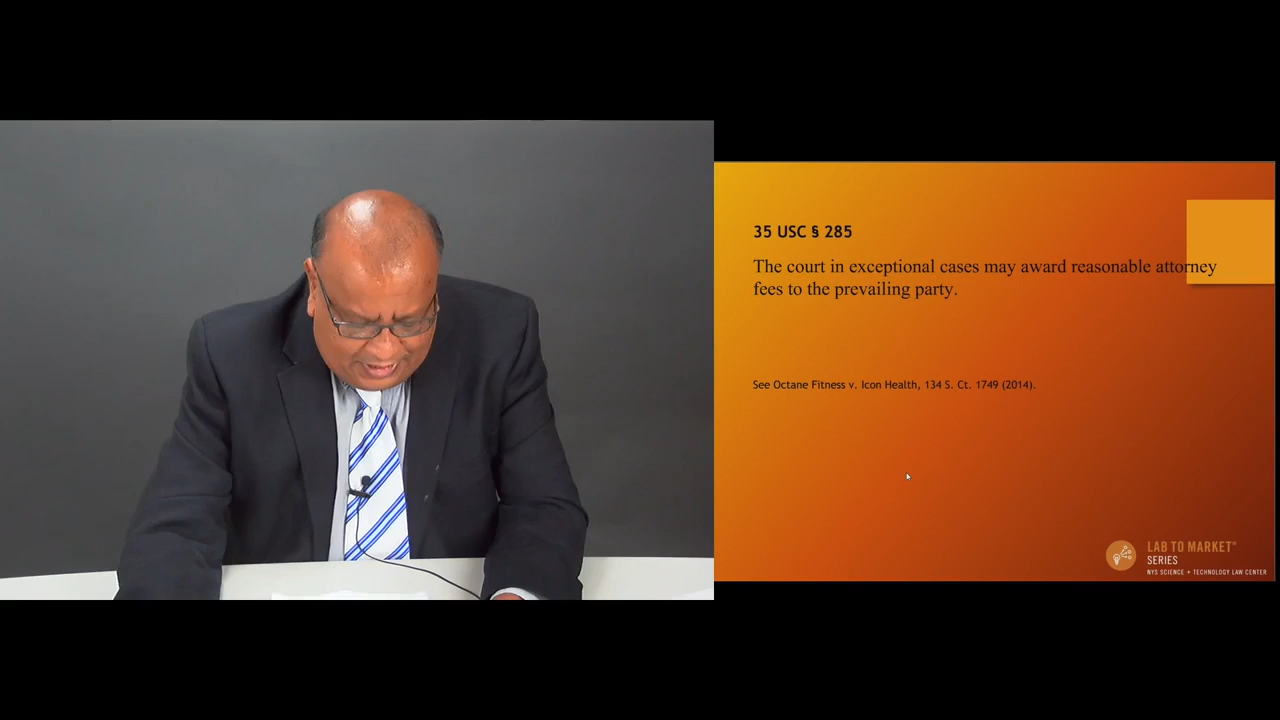 35 USC § 285
The court in exceptional cases may award reasonable attorney
fees to the prevailing party.
See Octane Fitness v. Icon Health, 134 S. Ct. 1749 (2014).
LAB TO MARKET®
SERIES
NYS SCIENCE + TECHNOLOGY LAW CENTER